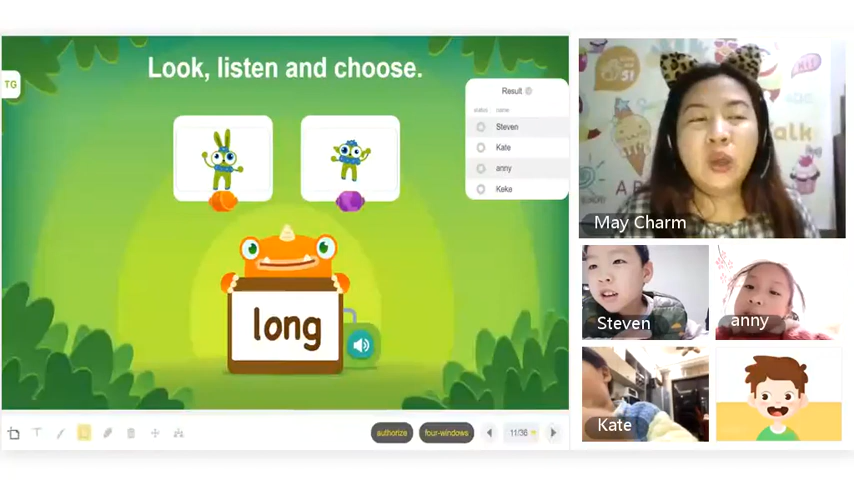 Look, listen and choose.
TG
Result
status name
Steven
Kate
anny
Keke
long
authorize
four-windows
11/36
May Charm
Steven
anny
Kate